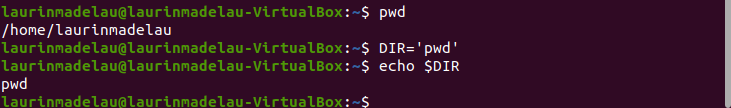 laurinmadelau@laurinmadelau-VirtualBox:~$ pwd
/home/laurinmadelau
laurinmadelau@laurinmadelau-VirtualBox:~$ DIR='pwd'
laurinmadelau@laurinmadelau-VirtualBox:~$ echo $DIR
pwd
laurinmadelau@laurinmadelau-VirtualBox:~$